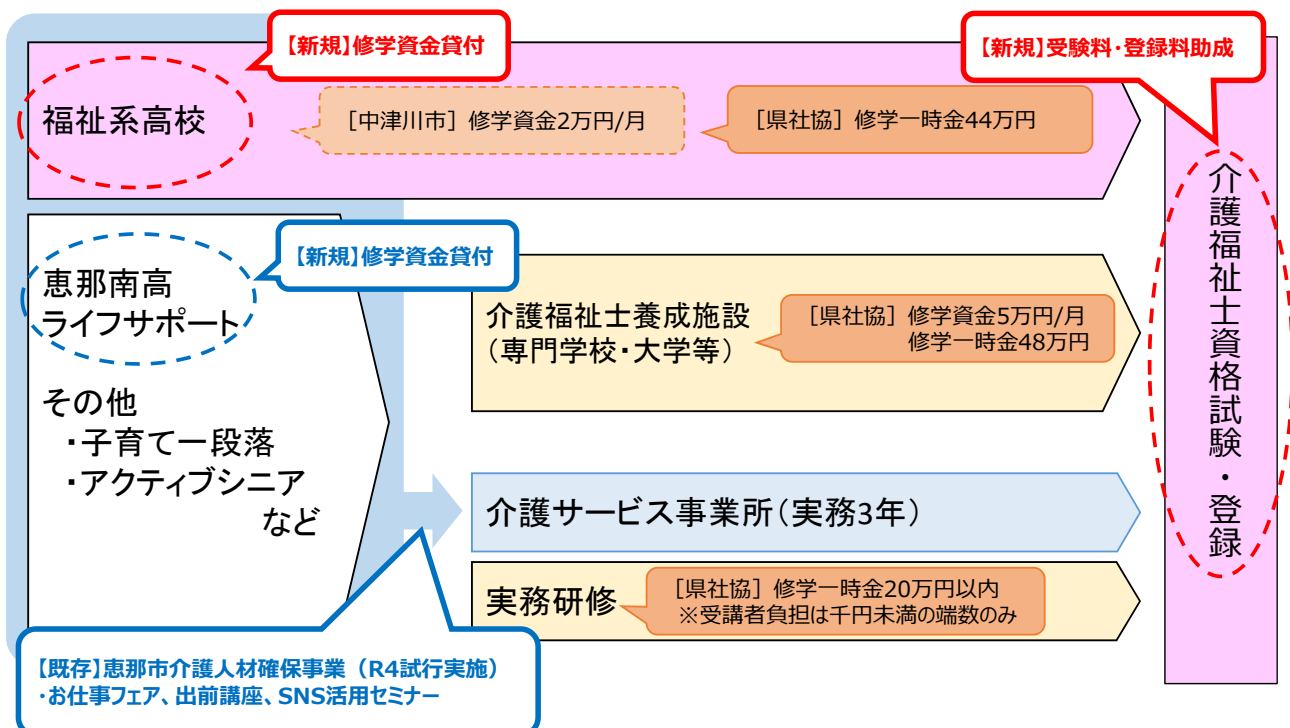 【新規】修学資金貸付
【新規】受験料・登録料助成
福祉系高校
［中津川市］修学資金2万円/月
［県社協］修学一時金44万円
【新規】修学資金貸付
恵那南高
ライフサポート
その他
・子育て一段落
・アクティブシニア
など
介護福祉士養成施設
（専門学校・大学等）
［県社協］修学資金5万円/月
修学一時金48万円
介護サービス事業所（実務3年）
実務研修
［県社協］修学一時金20万円以内
※受講者負担は千円未満の端数のみ
介護福祉士資格試験・登録
【既存】恵那市介護人材確保事業（R4試行実施）
・お仕事フェア、出前講座、SNS活用セミナー